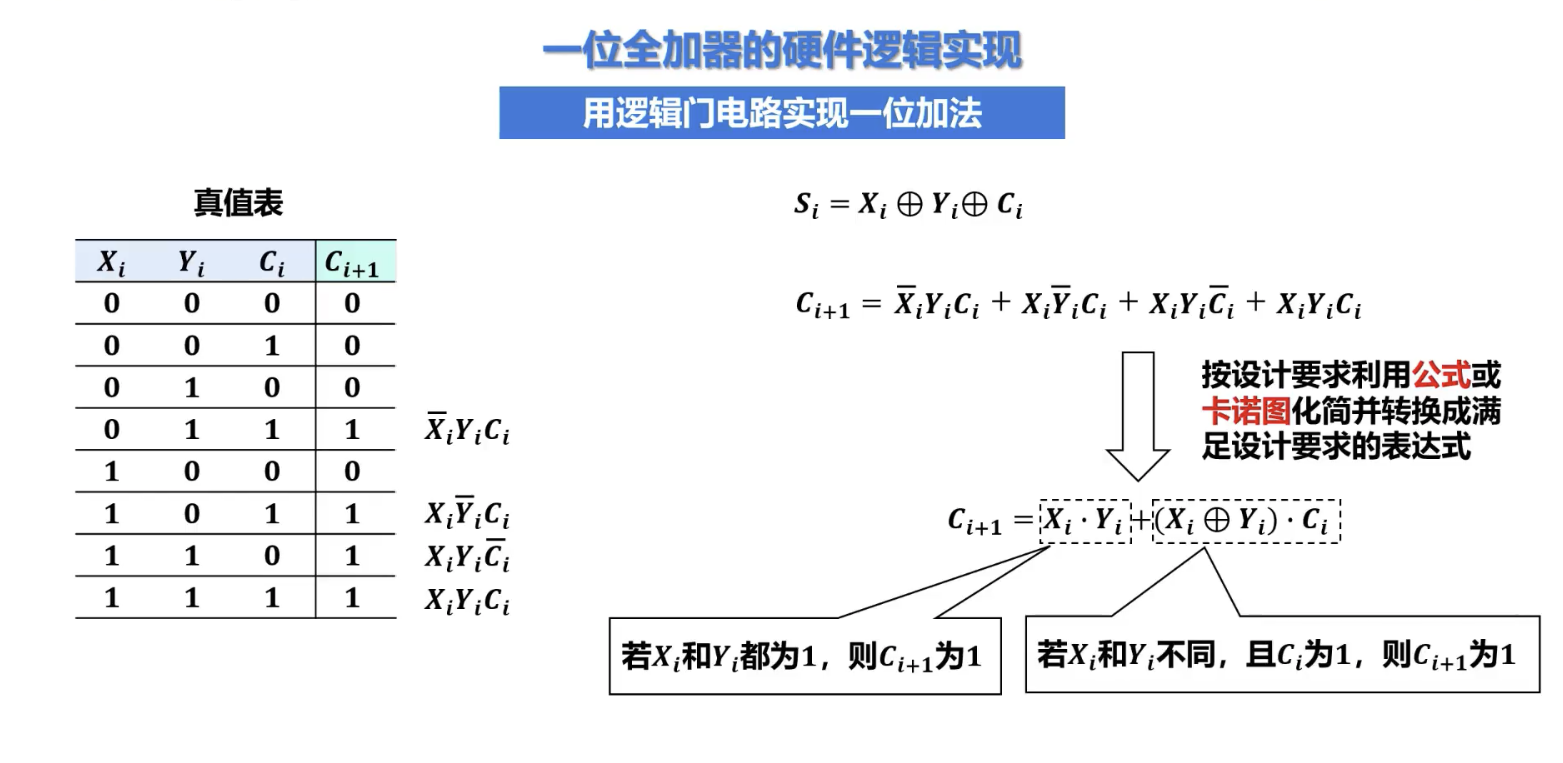 一位全加器的硬件逻辑实现
用逻辑门电路实现一位加法
真值表
Xᵢ Yᵢ Cᵢ Cᵢ₊₁
0 0 0 0
0 0 1 0
0 1 0 0
0 1 1 1 X̅ᵢYᵢCᵢ
1 0 0 0
1 0 1 1 XᵢY̅ᵢCᵢ
1 1 0 1 XᵢYᵢC̅ᵢ
1 1 1 1 XᵢYᵢCᵢ
Sᵢ = Xᵢ ⊕ Yᵢ ⊕ Cᵢ
Cᵢ₊₁ = X̅ᵢYᵢCᵢ + XᵢY̅ᵢCᵢ + XᵢYᵢC̅ᵢ + XᵢYᵢCᵢ
按设计要求利用公式或
卡诺图化简并转换成满
足设计要求的表达式
Cᵢ₊₁ = Xᵢ · Yᵢ + (Xᵢ ⊕ Yᵢ) · Cᵢ
若Xᵢ和Yᵢ都为1，则Cᵢ₊₁为1
若Xᵢ和Yᵢ不同，且Cᵢ为1，则Cᵢ₊₁为1